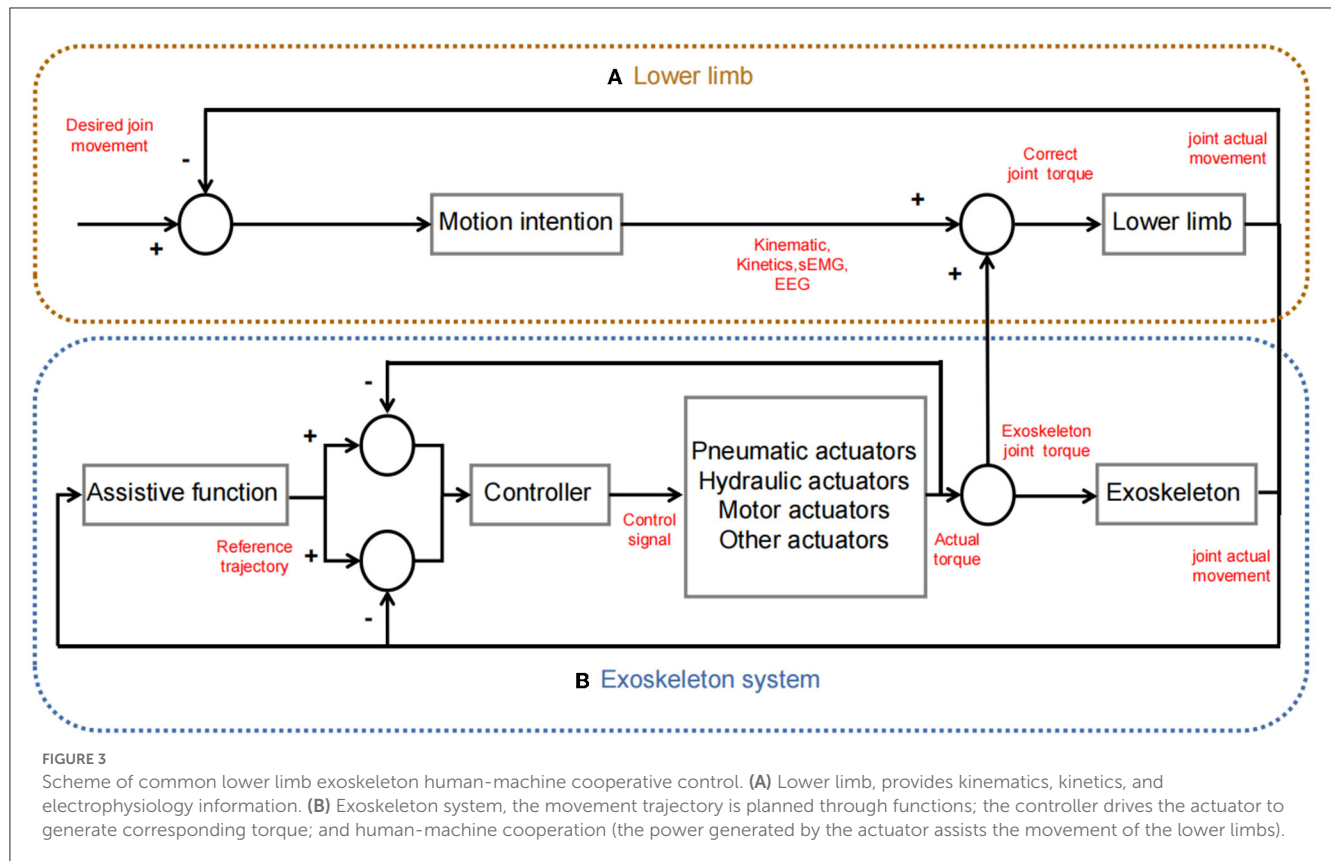 A Lower limb
Desired join
movement
-
+
Motion intention
Kinematic,
Kinetics,sEMG,
EEG
+
+
Correct
joint torque
Lower limb
joint actual
movement
Assistive function
Reference
trajectory
-
+
+
-
Controller
Control
signal
Pneumatic actuators
Hydraulic actuators
Motor actuators
Other actuators
Actual
torque
Exoskeleton
joint torque
Exoskeleton
joint actual
movement
B Exoskeleton system
FIGURE 3
Scheme of common lower limb exoskeleton human-machine cooperative control. (A) Lower limb, provides kinematics, kinetics, and
electrophysiology information. (B) Exoskeleton system, the movement trajectory is planned through functions; the controller drives the actuator to
generate corresponding torque; and human-machine cooperation (the power generated by the actuator assists the movement of the lower limbs).